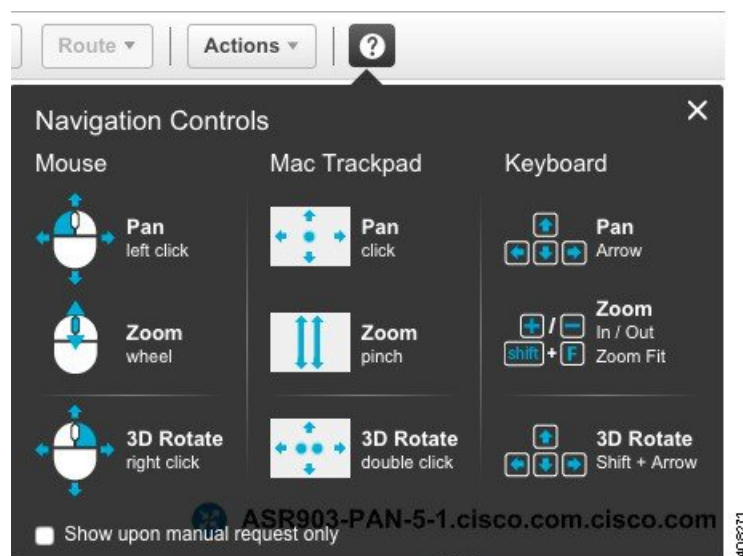 Route
Actions
?
Navigation Controls
Mouse
Mac Trackpad
Keyboard
Pan
left click
Pan
click
Pan
Arrow
Zoom
wheel
Zoom
pinch
+ / -
shift + F
Zoom
In / Out
Zoom Fit
3D Rotate
right click
3D Rotate
double click
3D Rotate
Shift + Arrow
ASR903-PAN-5-1.cisco.com.cisco.com
Show upon manual request only